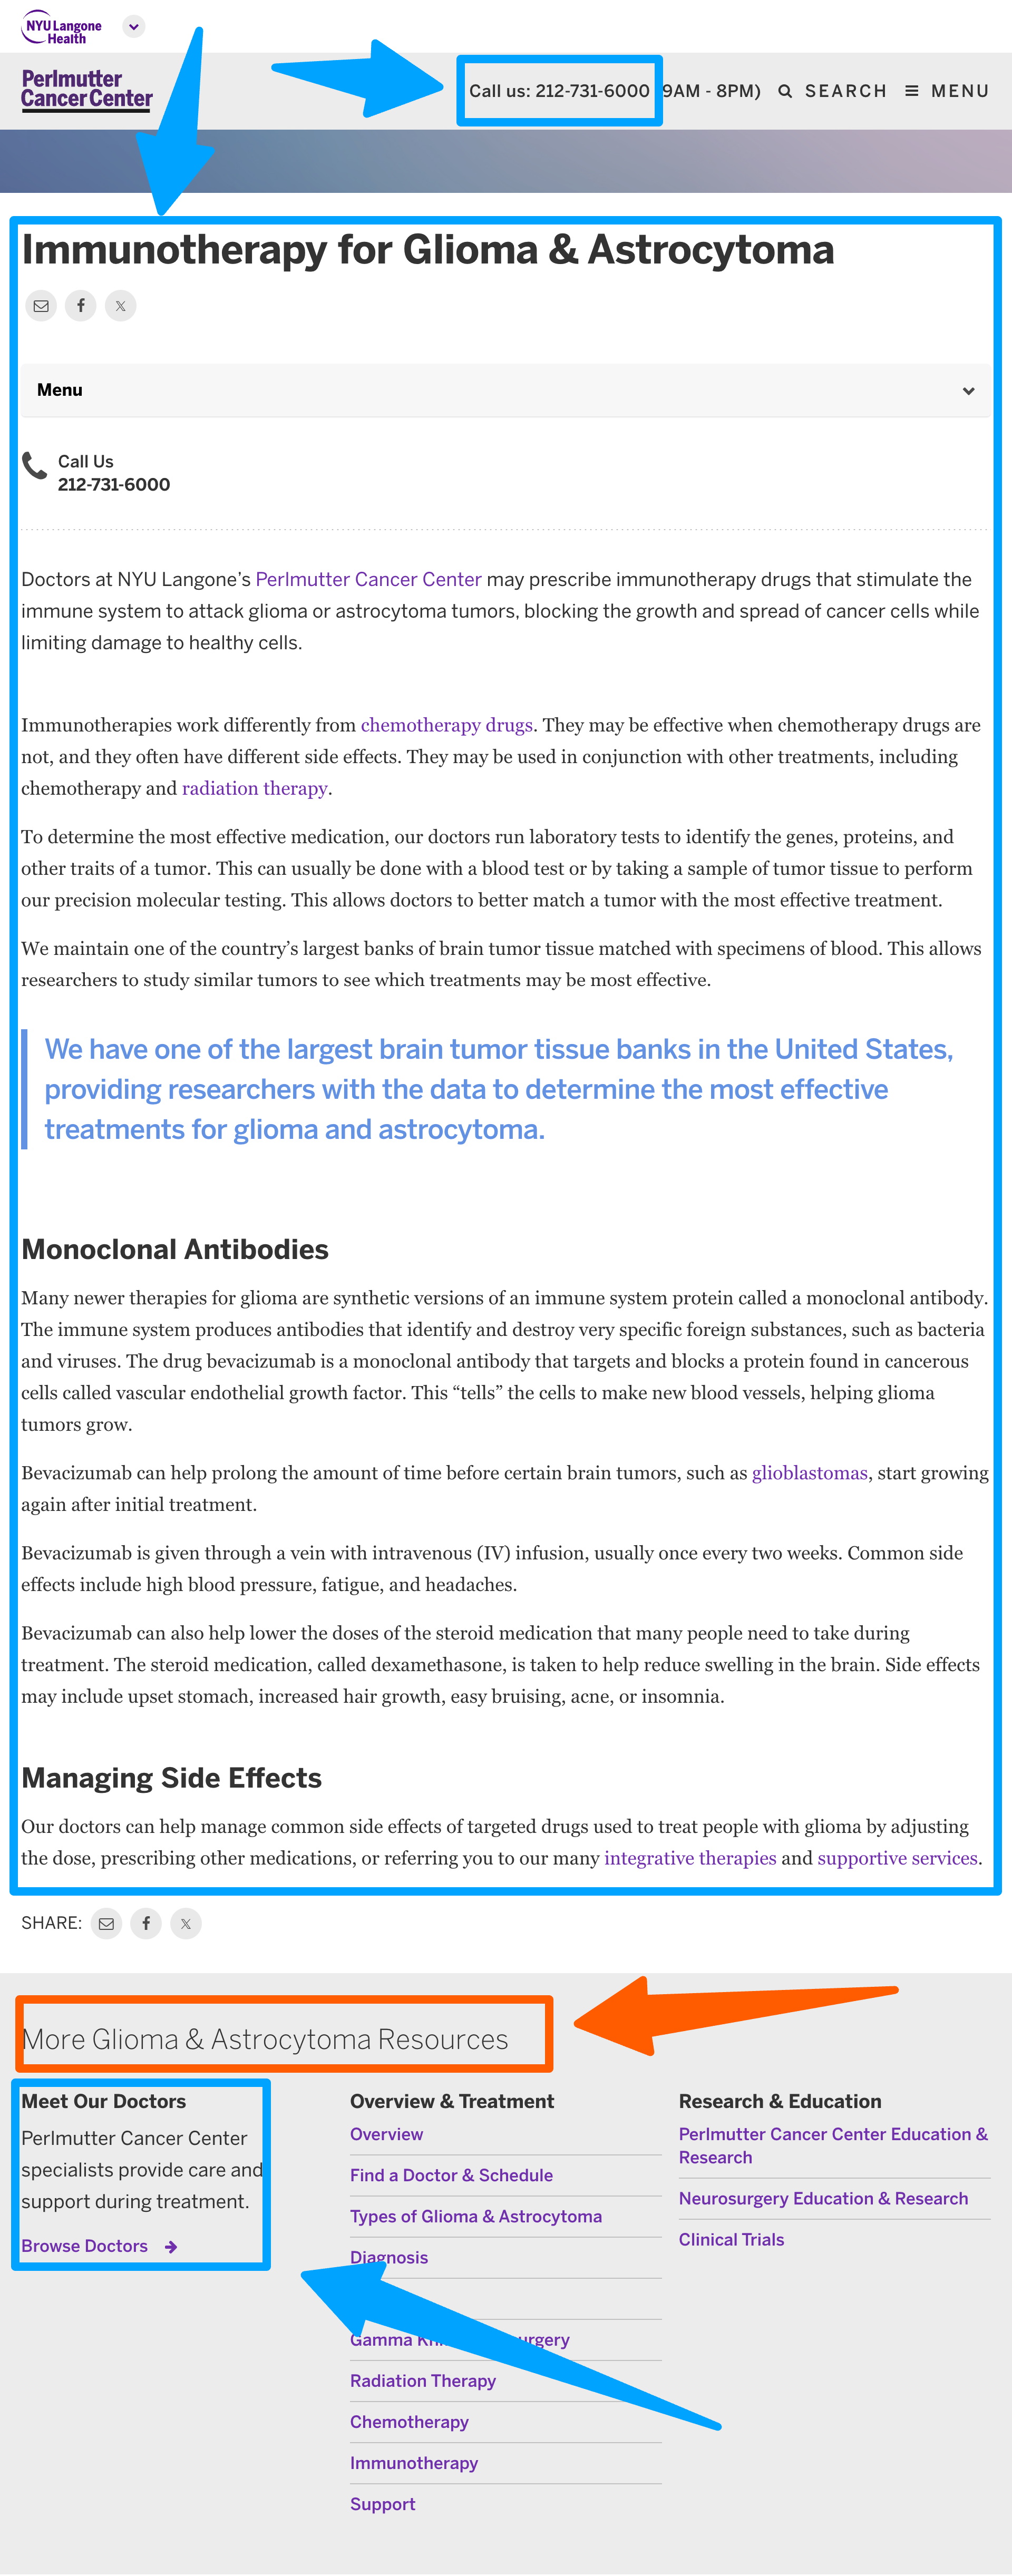 NYU Langone
Health
Perlmutter
Cancer Center
Call us: 212-731-6000 9AM - 8PM) SEARCH MENU
Immunotherapy for Glioma & Astrocytoma
Menu
Call Us
212-731-6000
Doctors at NYU Langone’s Perlmutter Cancer Center may prescribe immunotherapy drugs that stimulate the
immune system to attack glioma or astrocytoma tumors, blocking the growth and spread of cancer cells while
limiting damage to healthy cells.
Immunotherapies work differently from chemotherapy drugs. They may be effective when chemotherapy drugs are
not, and they often have different side effects. They may be used in conjunction with other treatments, including
chemotherapy and radiation therapy.
To determine the most effective medication, our doctors run laboratory tests to identify the genes, proteins, and
other traits of a tumor. This can usually be done with a blood test or by taking a sample of tumor tissue to perform
our precision molecular testing. This allows doctors to better match a tumor with the most effective treatment.
We maintain one of the country’s largest banks of brain tumor tissue matched with specimens of blood. This allows
researchers to study similar tumors to see which treatments may be most effective.
We have one of the largest brain tumor tissue banks in the United States,
providing researchers with the data to determine the most effective
treatments for glioma and astrocytoma.
Monoclonal Antibodies
Many newer therapies for glioma are synthetic versions of an immune system protein called a monoclonal antibody.
The immune system produces antibodies that identify and destroy very specific foreign substances, such as bacteria
and viruses. The drug bevacizumab is a monoclonal antibody that targets and blocks a protein found in cancerous
cells called vascular endothelial growth factor. This “tells” the cells to make new blood vessels, helping glioma
tumors grow.
Bevacizumab can help prolong the amount of time before certain brain tumors, such as glioblastomas, start growing
again after initial treatment.
Bevacizumab is given through a vein with intravenous (IV) infusion, usually once every two weeks. Common side
effects include high blood pressure, fatigue, and headaches.
Bevacizumab can also help lower the doses of the steroid medication that many people need to take during
treatment. The steroid medication, called dexamethasone, is taken to help reduce swelling in the brain. Side effects
may include upset stomach, increased hair growth, easy bruising, acne, or insomnia.
Managing Side Effects
Our doctors can help manage common side effects of targeted drugs used to treat people with glioma by adjusting
the dose, prescribing other medications, or referring you to our many integrative therapies and supportive services.
SHARE:
More Glioma & Astrocytoma Resources
Meet Our Doctors
Perlmutter Cancer Center
specialists provide care and
support during treatment.
Browse Doctors
Overview & Treatment
Overview
Find a Doctor & Schedule
Types of Glioma & Astrocytoma
Diagnosis
Gamma
Radiation Therapy
Chemotherapy
Immunotherapy
Support
Research & Education
Perlmutter Cancer Center Education &
Research
Neurosurgery Education & Research
Clinical Trials